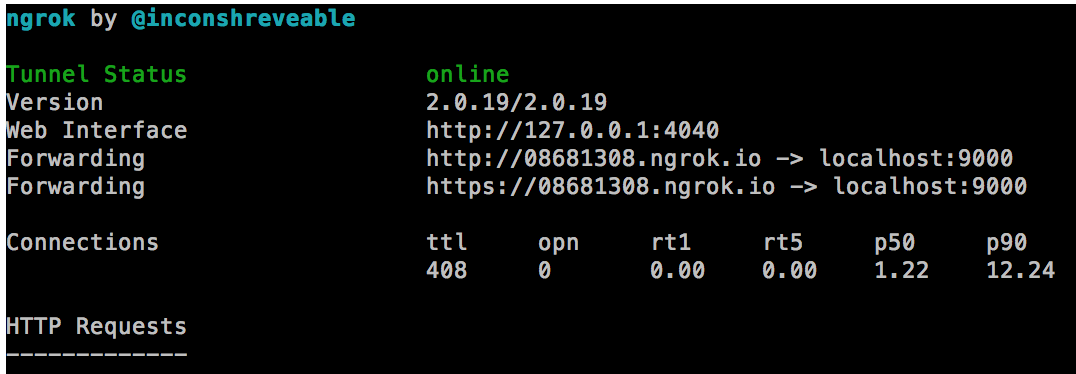 ngrok by @inconshreveable
Tunnel Status online
Version 2.0.19/2.0.19
Web Interface http://127.0.0.1:4040
Forwarding http://08681308.ngrok.io -> localhost:9000
Forwarding https://08681308.ngrok.io -> localhost:9000
Connections ttl opn rt1 rt5 p50 p90
408 0 0.00 0.00 1.22 12.24
HTTP Requests
-------------